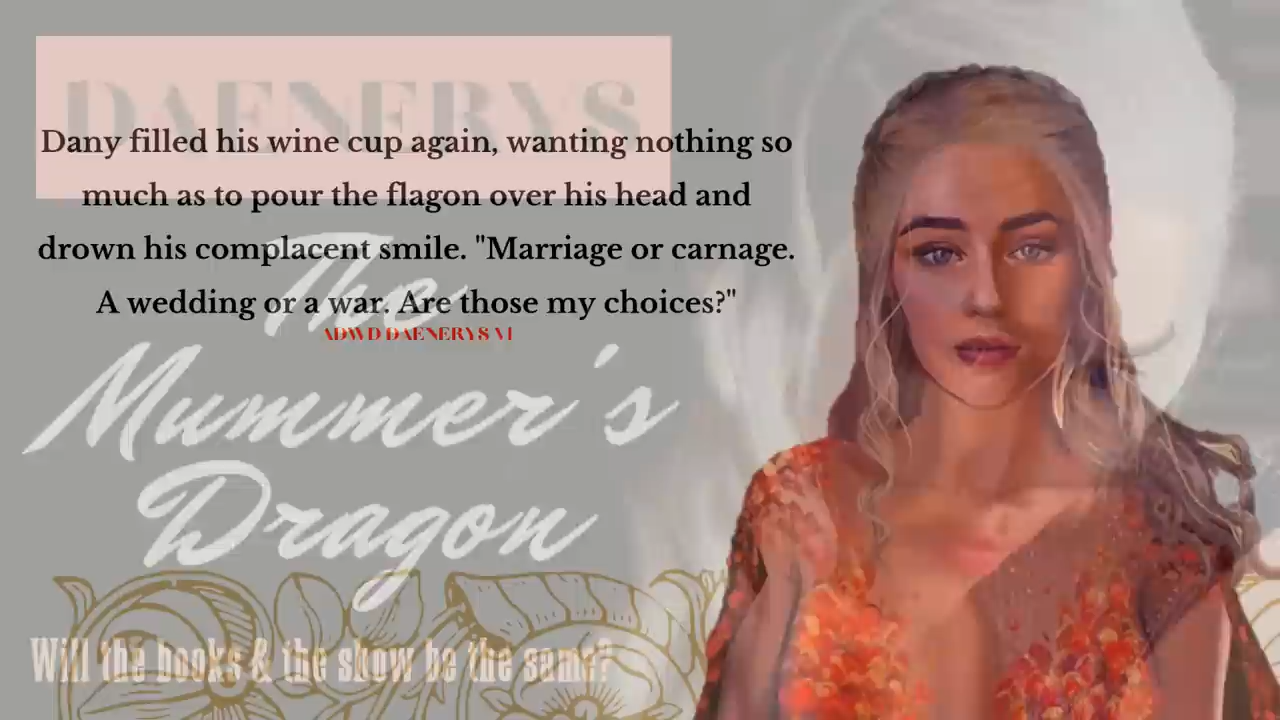 DAENERYS
Dany filled his wine cup again, wanting nothing so
much as to pour the flagon over his head and
drown his complacent smile. "Marriage or carnage.
A wedding or a war. Are those my choices?"
ADWD DAENERYS VI
The
Mummer's
Dragon
Will the books & the show be the same?